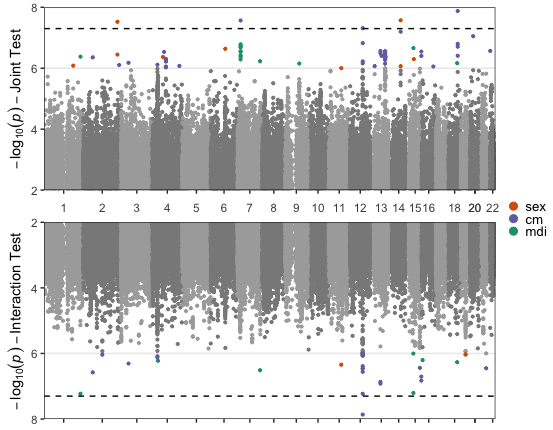 −log₁₀(p) − Joint Test
8
6
4
2
1 2 3 4 5 6 7 8 9 10 11 12 13 14 15 16 18 20 22
−log₁₀(p) −Interaction Test
2
4
6
8
sex
cm
mdi